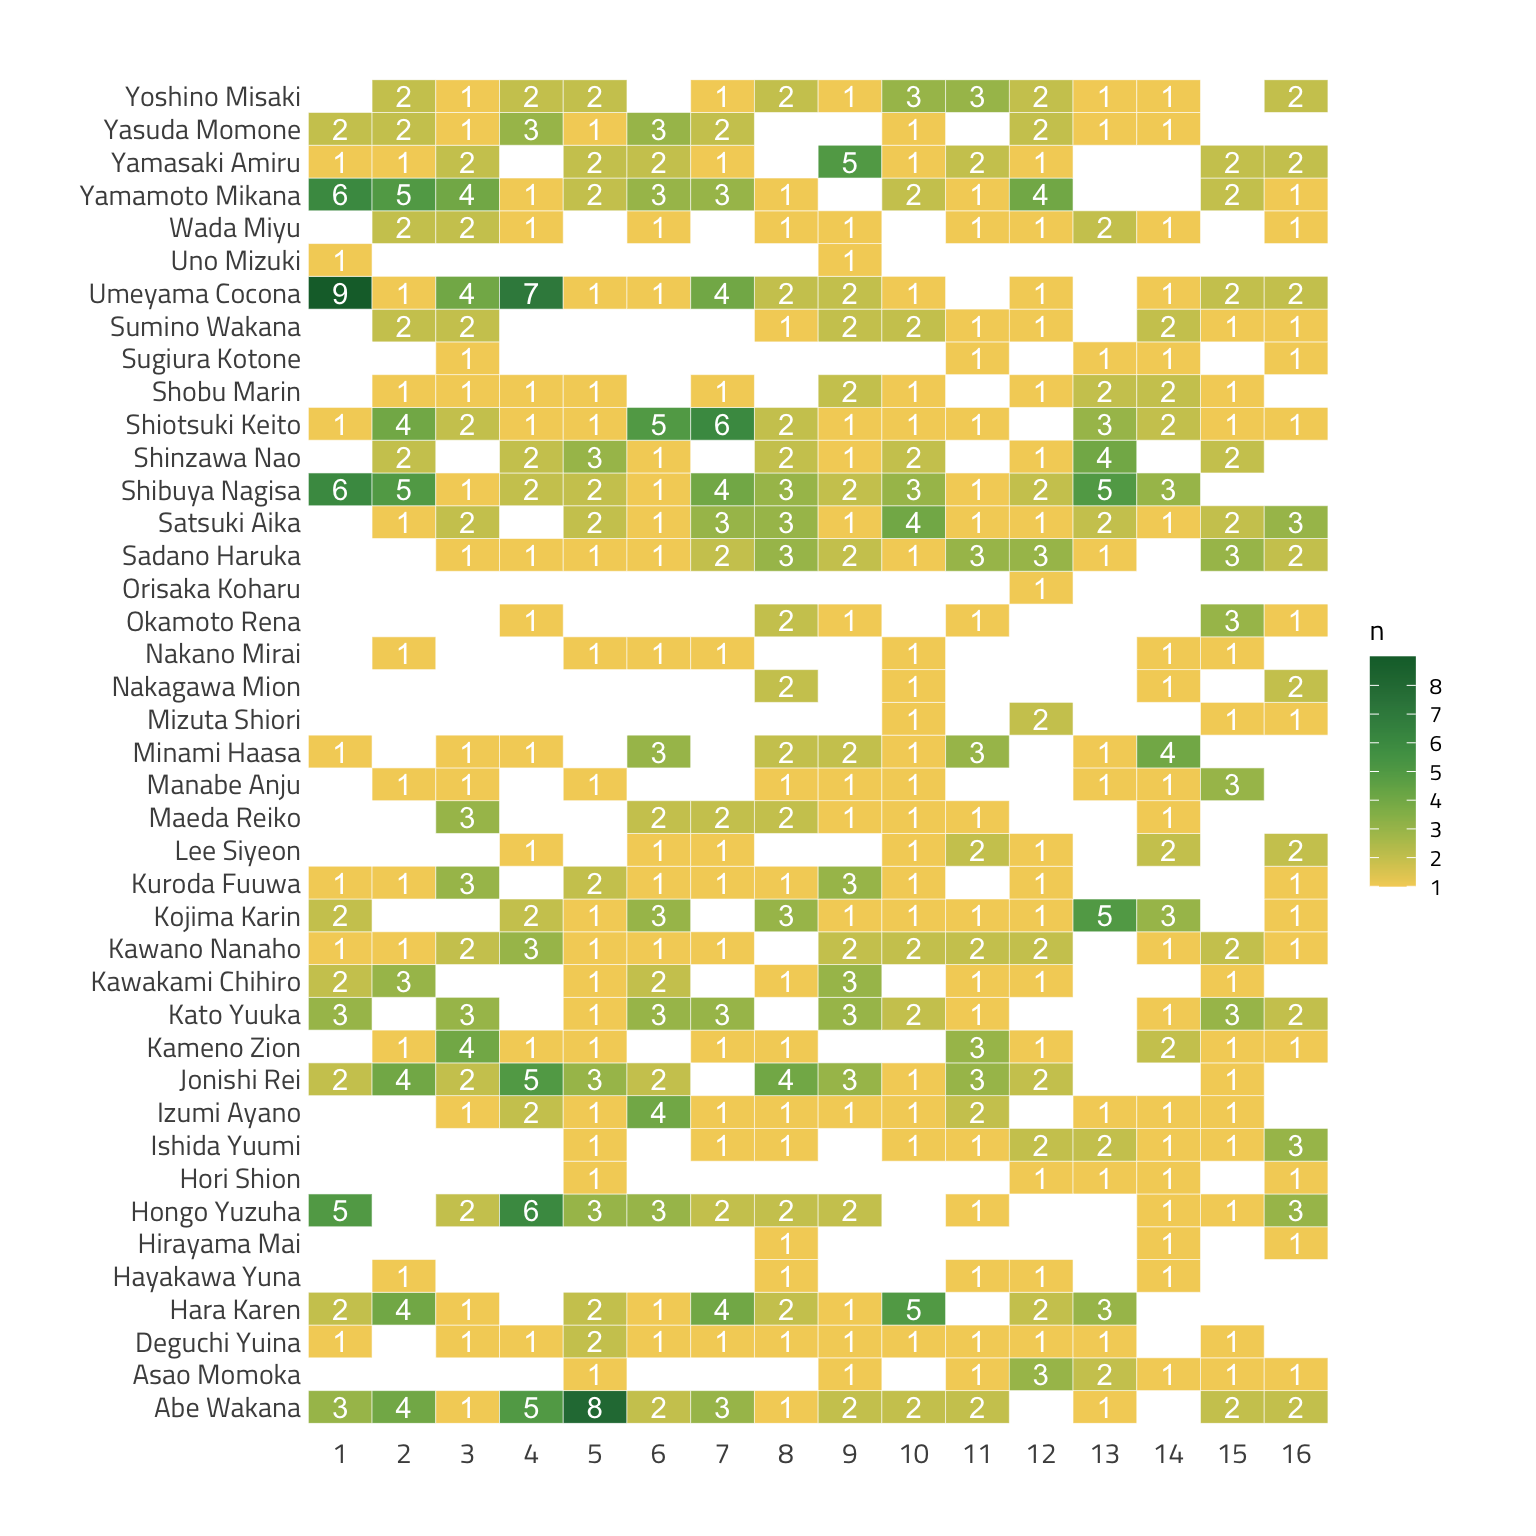 Yoshino Misaki 2 1 2 2 1 2 1 3 3 2 1 1 2
Yasuda Momone 2 2 1 3 1 3 2 1 2 1 1
Yamasaki Amiru 1 1 2 2 2 1 5 1 2 1 2 2
Yamamoto Mikana 6 5 4 1 2 3 3 1 2 1 4 2 1
Wada Miyu 2 2 1 1 1 1 1 1 2 1 1
Uno Mizuki 1 1
Umeyama Cocona 9 1 4 7 1 1 4 2 2 1 1 1 2 2
Sumino Wakana 2 2 1 2 2 1 1 2 1 1
Sugiura Kotone 1 1 1 1 1
Shobu Marin 1 1 1 1 1 2 1 1 2 2 1
Shiotsuki Keito 1 4 2 1 1 5 6 2 1 1 1 3 2 1 1
Shinzawa Nao 2 2 3 1 2 1 2 1 4 2
Shibuya Nagisa 6 5 1 2 2 1 4 3 2 3 1 2 5 3
Satsuki Aika 1 2 2 1 3 3 1 4 1 1 2 1 2 3
Sadano Haruka 1 1 1 1 2 3 2 1 3 3 1 3 2
Orisaka Koharu 1
Okamoto Rena 1 2 1 1 3 1
n
Nakano Mirai 1 1 1 1 1 1 1
Nakagawa Mion 2 1 1 2
8
Mizuta Shiori 1 2 1 1
7
Minami Haasa 1 1 1 3 2 2 1 3 1 4
6
Manabe Anju 1 1 1 1 1 1 1 1 3
5
4
Maeda Reiko 3 2 2 2 1 1 1 1
3
Lee Siyeon 1 1 1 1 2 1 2 2
2
Kuroda Fuuwa 1 1 3 2 1 1 1 3 1 1 1
1
Kojima Karin 2 2 1 3 3 1 1 1 1 5 3 1
Kawano Nanaho 1 1 2 3 1 1 1 2 2 2 2 1 2 1
Kawakami Chihiro 2 3 1 2 1 3 1 1 1
Kato Yuuka 3 3 1 3 3 3 2 1 1 3 2
Kameno Zion 1 4 1 1 1 1 3 1 2 1 1
Jonishi Rei 2 4 2 5 3 2 4 3 1 3 2 1
Izumi Ayano 1 2 1 4 1 1 1 1 2 1 1 1
Ishida Yuumi 1 1 1 1 1 2 2 1 1 3
Hori Shion 1 1 1 1 1
Hongo Yuzuha 5 2 6 3 3 2 2 2 1 1 1 3
Hirayama Mai 1 1 1
Hayakawa Yuna 1 1 1 1 1
Hara Karen 2 4 1 2 1 4 2 1 5 2 3
Deguchi Yuina 1 1 1 2 1 1 1 1 1 1 1 1 1
Asao Momoka 1 1 1 3 2 1 1 1
Abe Wakana 3 4 1 5 8 2 3 1 2 2 2 1 2 2
1 2 3 4 5 6 7 8 9 10 11 12 13 14 15 16